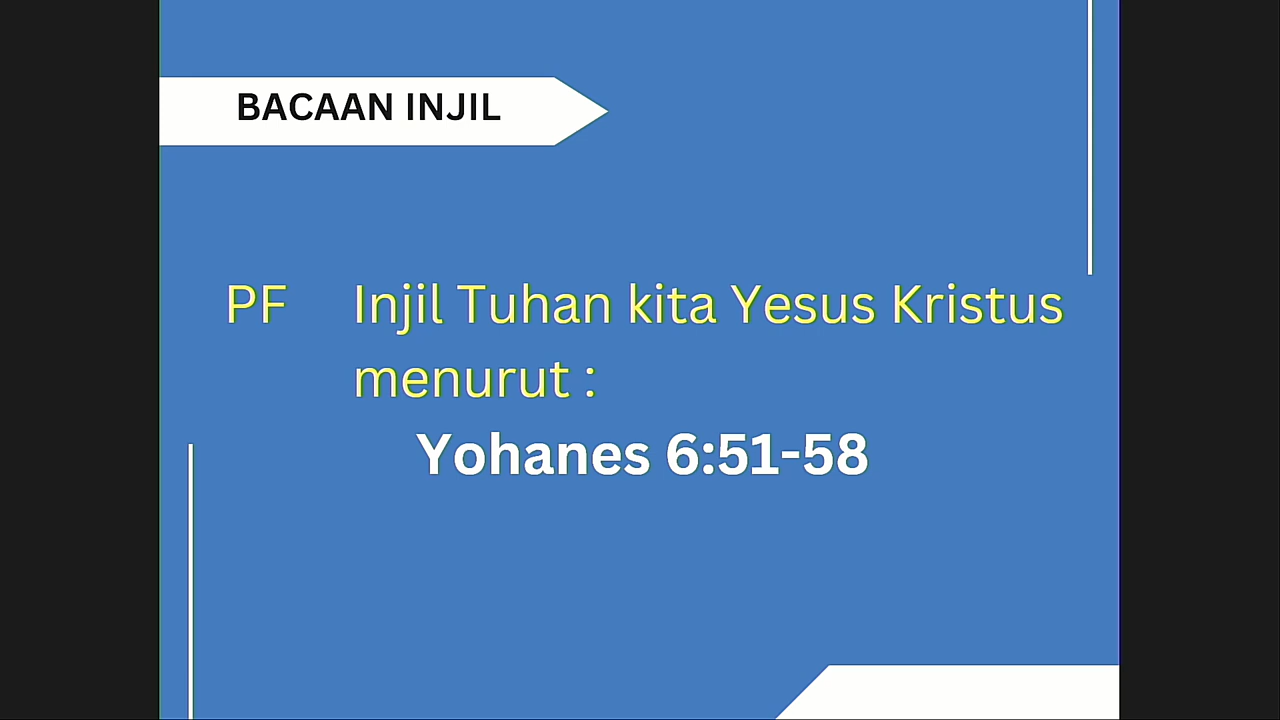 BACAAN INJIL
PF Injil Tuhan kita Yesus Kristus
menurut :
Yohanes 6:51-58